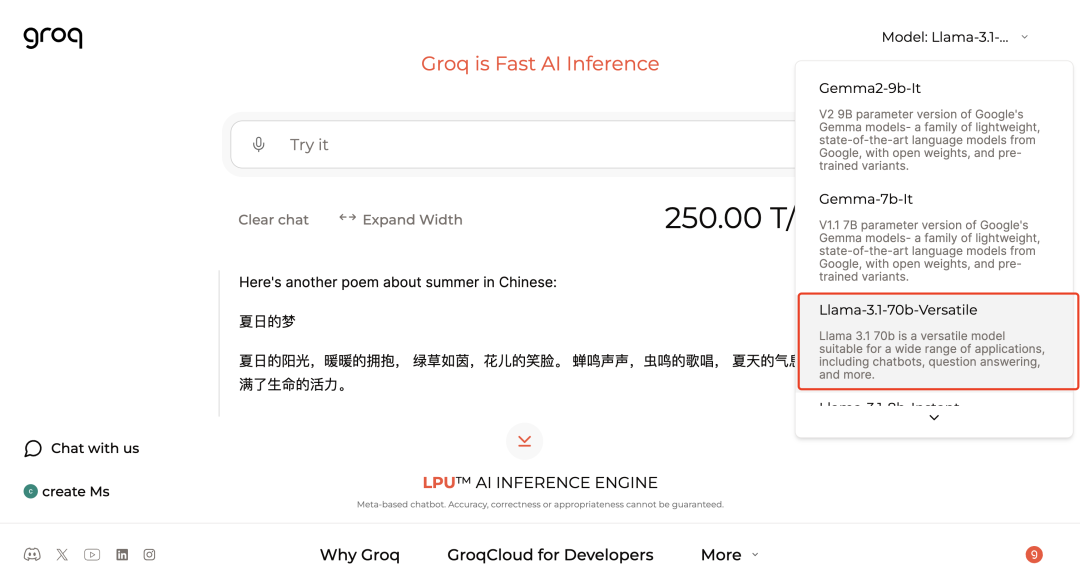 groq
Model: Llama-3.1-...
Groq is Fast AI Inference
Try it
Clear chat
Expand Width
250.00 T/
Here's another poem about summer in Chinese:
夏日的梦
夏日的阳光，暖暖的拥抱， 绿草如茵，花儿的笑脸。 蝉鸣声声，虫鸣的歌唱， 夏天的气息
满了生命的活力。
Gemma2-9b-It
V2 9B parameter version of Google's
Gemma models- a family of lightweight,
state-of-the-art language models from
Google, with open weights, and pre-
trained variants.
Gemma-7b-It
V1.1 7B parameter version of Google's
Gemma models- a family of lightweight,
state-of-the-art language models from
Google, with open weights, and pre-
trained variants.
Llama-3.1-70b-Versatile
Llama 3.1 70b is a versatile model
suitable for a wide range of applications,
including chatbots, question answering,
and more.
Llama-3.1-8b-Instant
Chat with us
c create Ms
LPU™ AI INFERENCE ENGINE
Meta-based chatbot. Accuracy, correctness or appropriateness cannot be guaranteed.
Why Groq
GroqCloud for Developers
More
9